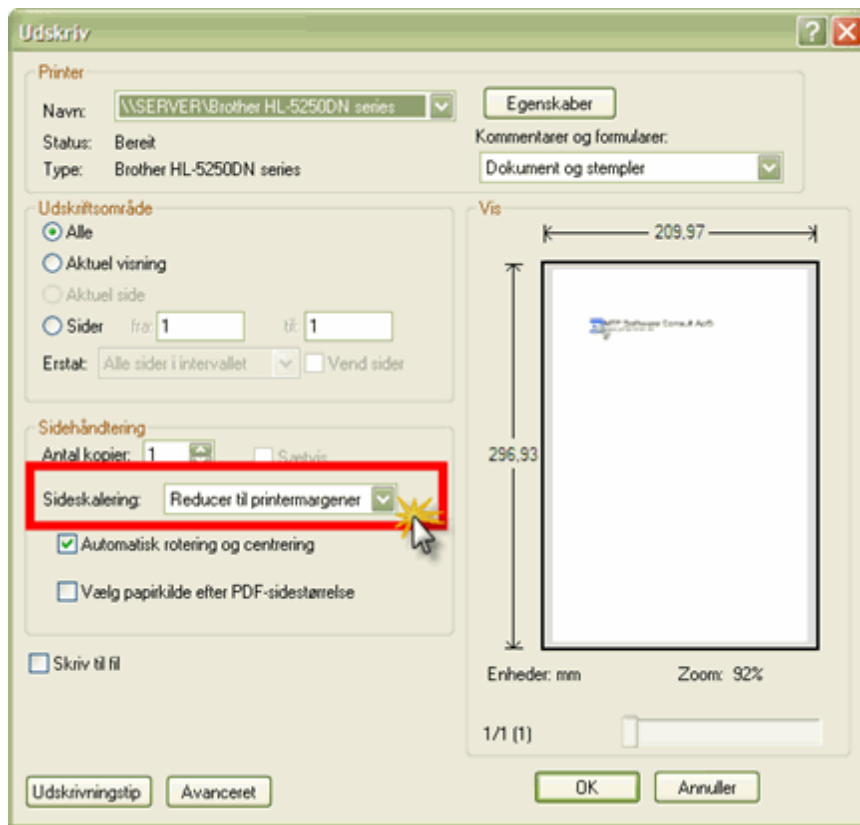 Udskriv
Printer
Navn: \\SERVER\Brother HL-5250DN series
Egenskaber
Status: Bereit
Kommentarer og formularer:
Type: Brother HL-5250DN series
Dokument og stempler
Udskriftsområde
Alle
Aktuel visning
Aktuel side
Sider fra: 1 til: 1
Erstat: Alle sider i intervallet Vend sider
Sidehåndtering
Antal kopier: 1 Sætvis
Sideskalering: Reducer til printermargener
Automatisk rotering og centrering
Vælg papirkilde efter PDF-sidestørrelse
Skriv til fil
Vis
209,97
Software Consult ApS
296,93
Enheder: mm Zoom: 92%
1/1 (1)
Udskrivningstip Avanceret OK Annuller